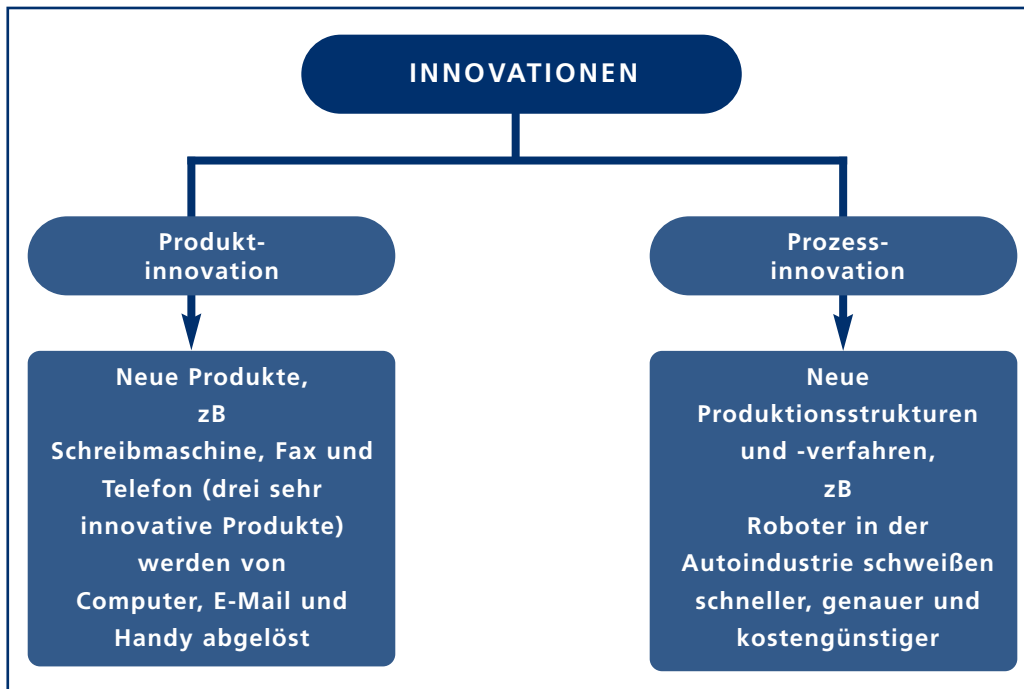 INNOVATIONEN
Produkt-
innovation
Neue Produkte,
zB
Schreibmaschine, Fax und
Telefon (drei sehr
innovative Produkte)
werden von
Computer, E-Mail und
Handy abgelöst
Prozess-
innovation
Neue
Produktionsstrukturen
und -verfahren,
zB
Roboter in der
Autoindustrie schweißen
schneller, genauer und
kostengünstiger